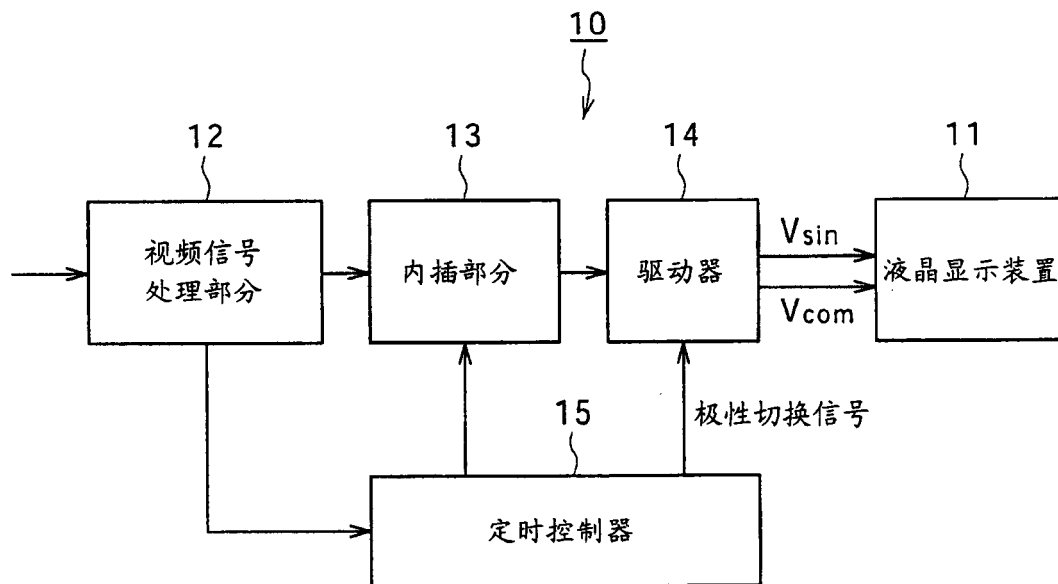 10
12
13
14
11
视频信号
处理部分
内插部分
驱动器
Vsin
Vcom
液晶显示装置
极性切换信号
15
定时控制器